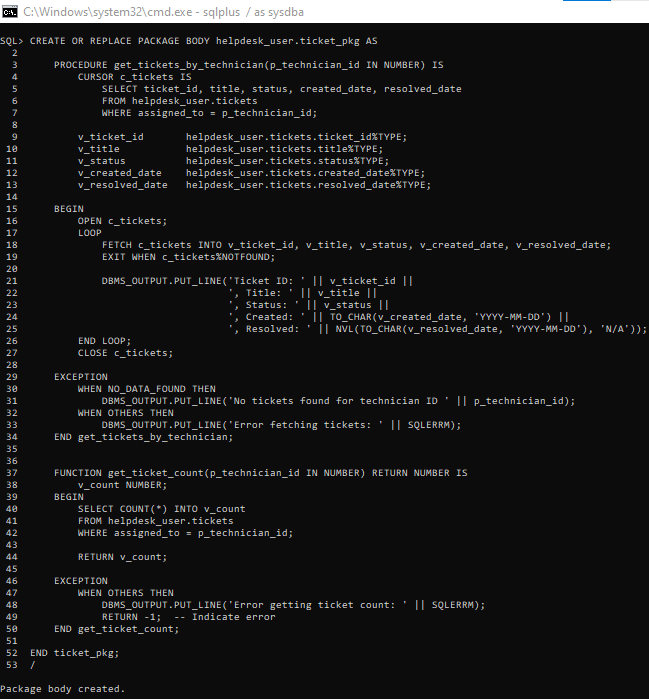 C:\Windows\system32\cmd.exe - sqlplus  / as sysdba
SQL> CREATE OR REPLACE PACKAGE BODY helpdesk_user.ticket_pkg AS
  2
  3      PROCEDURE get_tickets_by_technician(p_technician_id IN NUMBER) IS
  4          CURSOR c_tickets IS
  5              SELECT ticket_id, title, status, created_date, resolved_date
  6              FROM helpdesk_user.tickets
  7              WHERE assigned_to = p_technician_id;
  8
  9          v_ticket_id       helpdesk_user.tickets.ticket_id%TYPE;
 10          v_title           helpdesk_user.tickets.title%TYPE;
 11          v_status          helpdesk_user.tickets.status%TYPE;
 12          v_created_date    helpdesk_user.tickets.created_date%TYPE;
 13          v_resolved_date   helpdesk_user.tickets.resolved_date%TYPE;
 14
 15      BEGIN
 16          OPEN c_tickets;
 17          LOOP
 18              FETCH c_tickets INTO v_ticket_id, v_title, v_status, v_created_date, v_resolved_date;
 19              EXIT WHEN c_tickets%NOTFOUND;
 20
 21              DBMS_OUTPUT.PUT_LINE('Ticket ID: ' || v_ticket_id ||
 22                                   ', Title: ' || v_title ||
 23                                   ', Status: ' || v_status ||
 24                                   ', Created: ' || TO_CHAR(v_created_date, 'YYYY-MM-DD') ||
 25                                   ', Resolved: ' || NVL(TO_CHAR(v_resolved_date, 'YYYY-MM-DD'), 'N/A'));
 26          END LOOP;
 27          CLOSE c_tickets;
 28
 29      EXCEPTION
 30          WHEN NO_DATA_FOUND THEN
 31              DBMS_OUTPUT.PUT_LINE('No tickets found for technician ID ' || p_technician_id);
 32          WHEN OTHERS THEN
 33              DBMS_OUTPUT.PUT_LINE('Error fetching tickets: ' || SQLERRM);
 34      END get_tickets_by_technician;
 35
 36
 37      FUNCTION get_ticket_count(p_technician_id IN NUMBER) RETURN NUMBER IS
 38          v_count NUMBER;
 39      BEGIN
 40          SELECT COUNT(*) INTO v_count
 41          FROM helpdesk_user.tickets
 42          WHERE assigned_to = p_technician_id;
 43
 44          RETURN v_count;
 45
 46      EXCEPTION
 47          WHEN OTHERS THEN
 48              DBMS_OUTPUT.PUT_LINE('Error getting ticket count: ' || SQLERRM);
 49              RETURN -1;  -- Indicate error
 50      END get_ticket_count;
 51
 52  END ticket_pkg;
 53  /
Package body created.